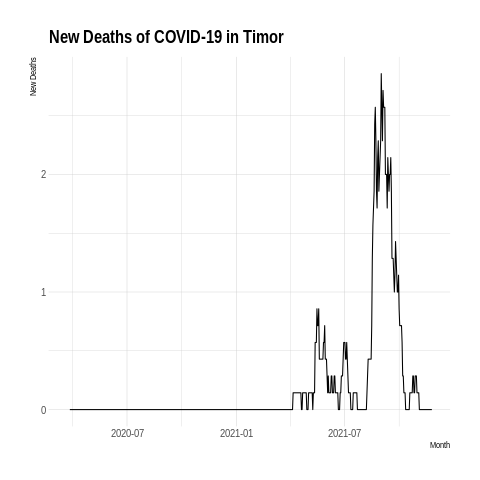 New Deaths of COVID-19 in Timor
New Deaths
2
1
0
2020-07 2021-01 2021-07
Month